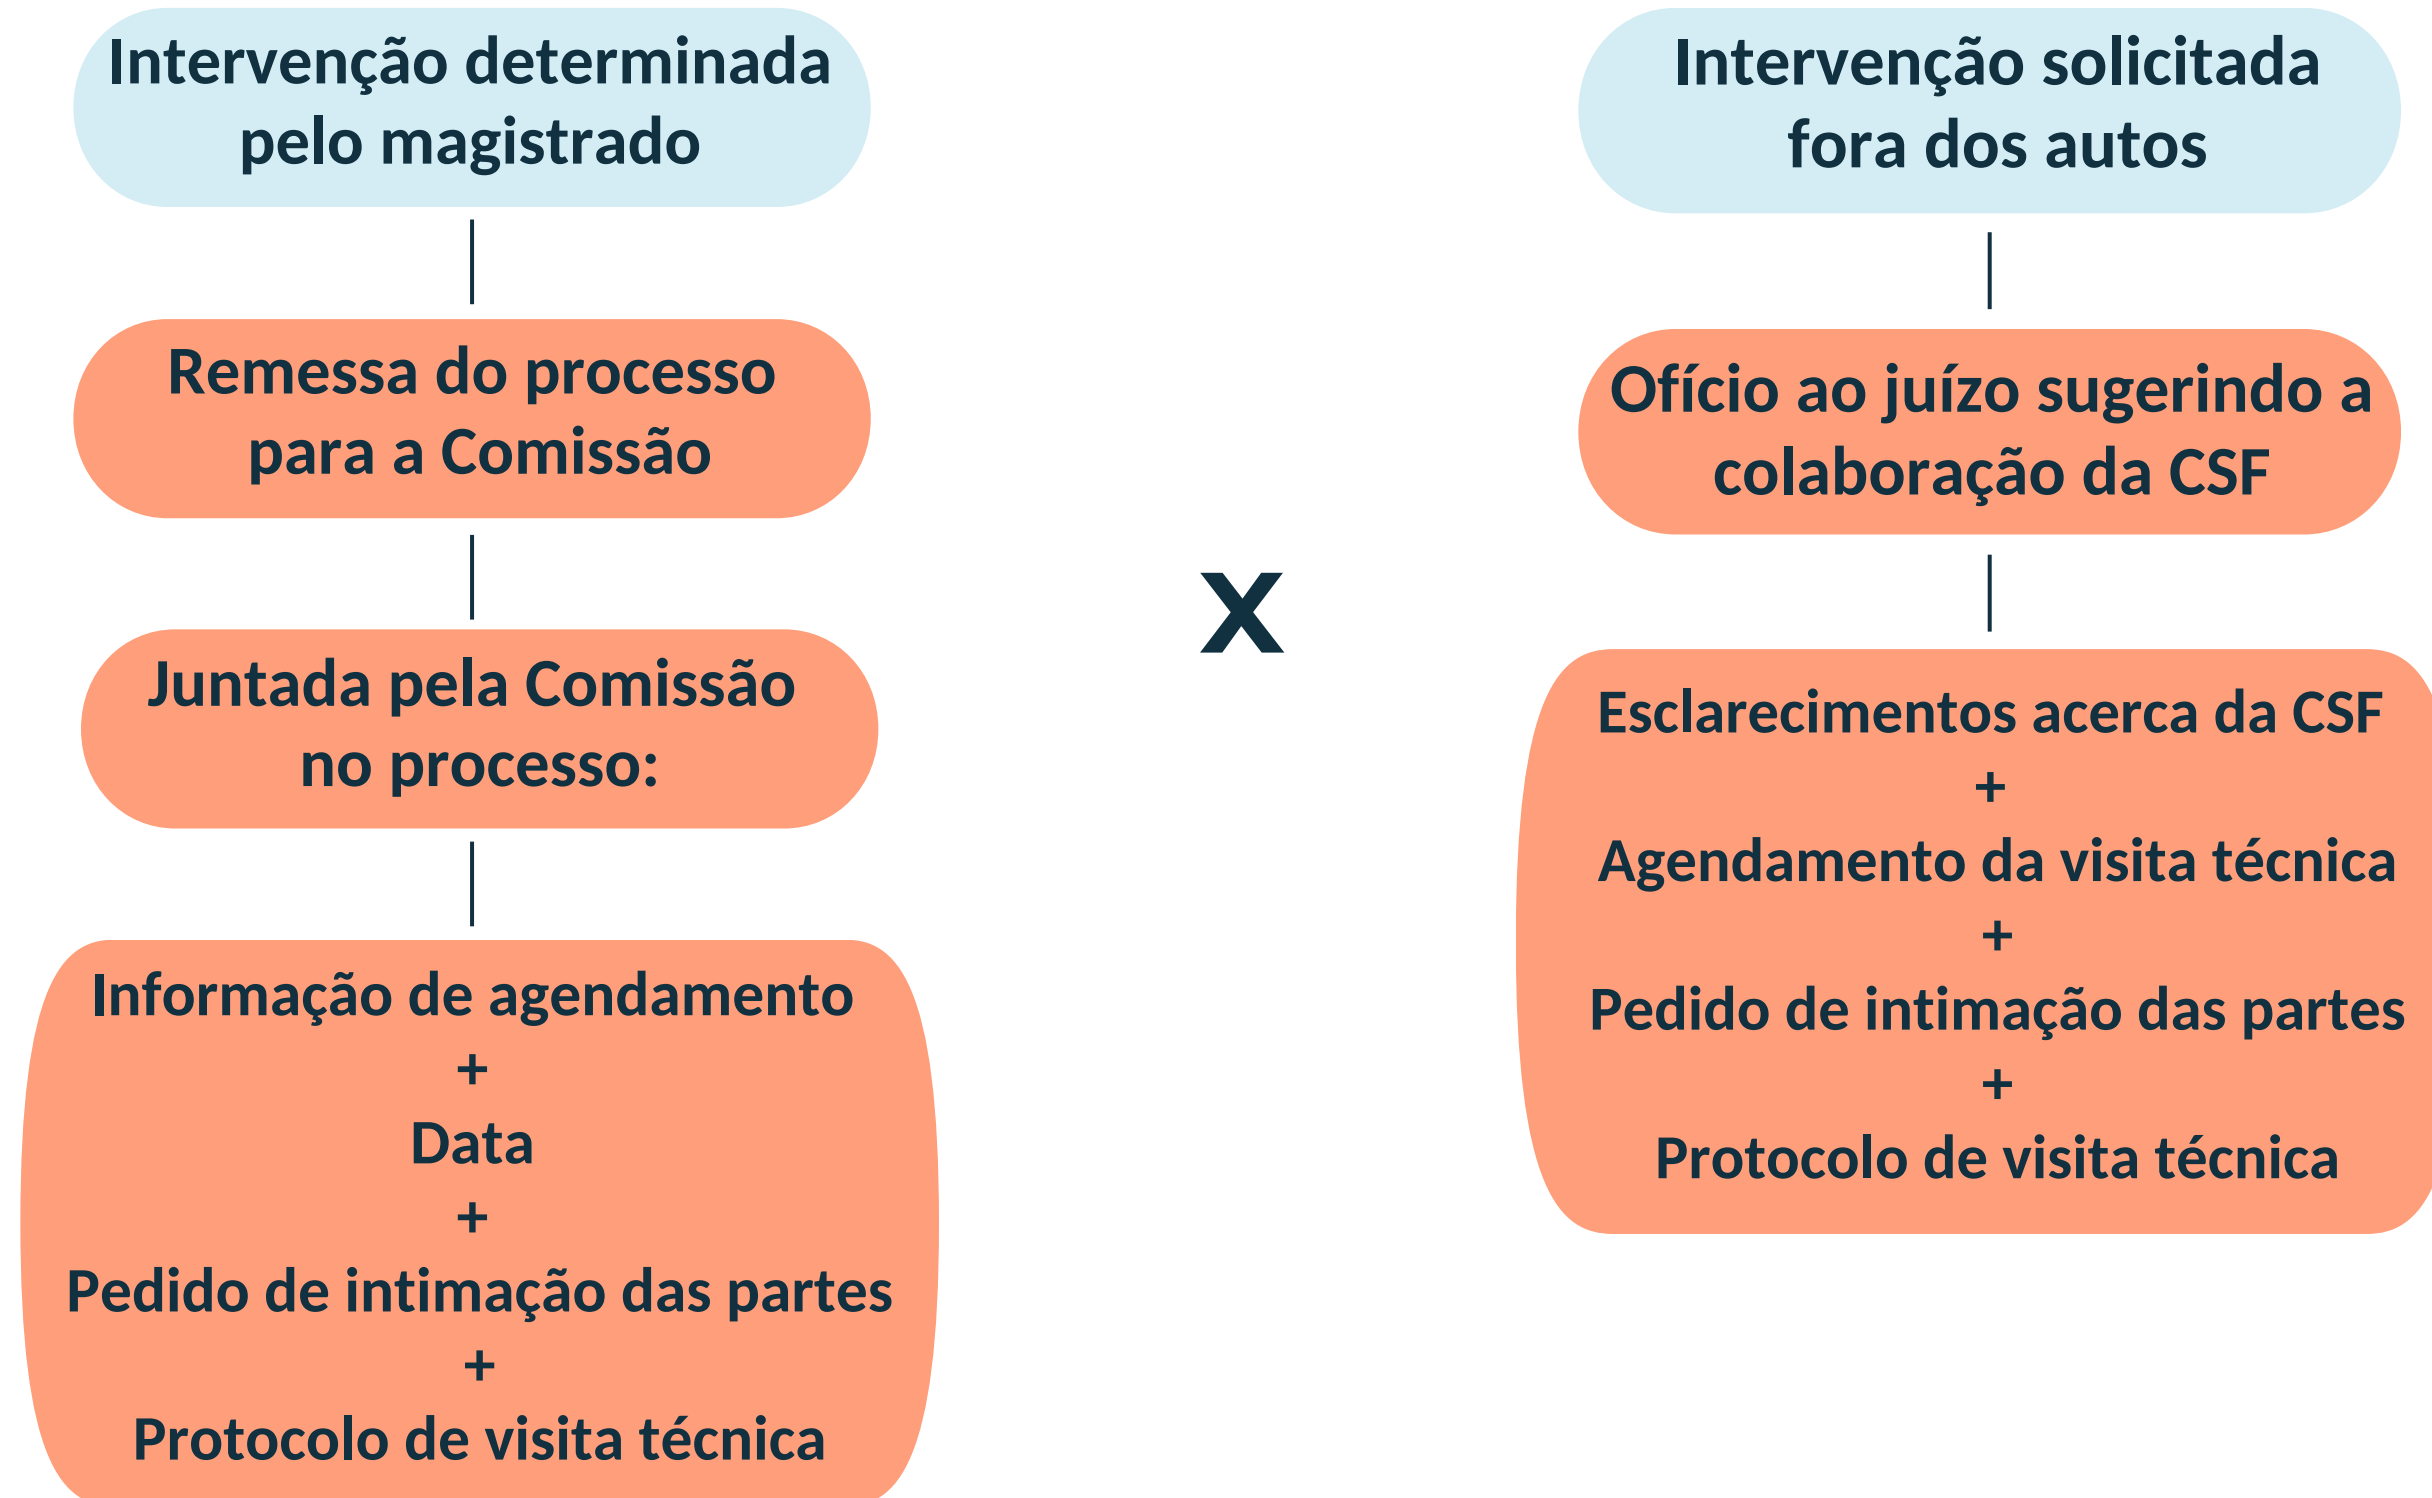 Intervenção determinada
pelo magistrado
Remessa do processo
para a Comissão
Juntada pela Comissão
no processo:
Informação de agendamento
+
Data
+
Pedido de intimação das partes
+
Protocolo de visita técnica
X
Intervenção solicitada
fora dos autos
Ofício ao juízo sugerindo a
colaboração da CSF
Esclarecimentos acerca da CSF
+
Agendamento da visita técnica
+
Pedido de intimação das partes
+
Protocolo de visita técnica